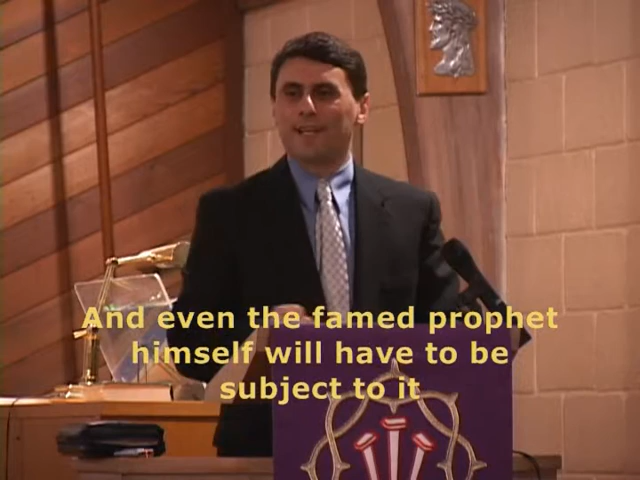 And even the famed prophet
himself will have to be
subject to it